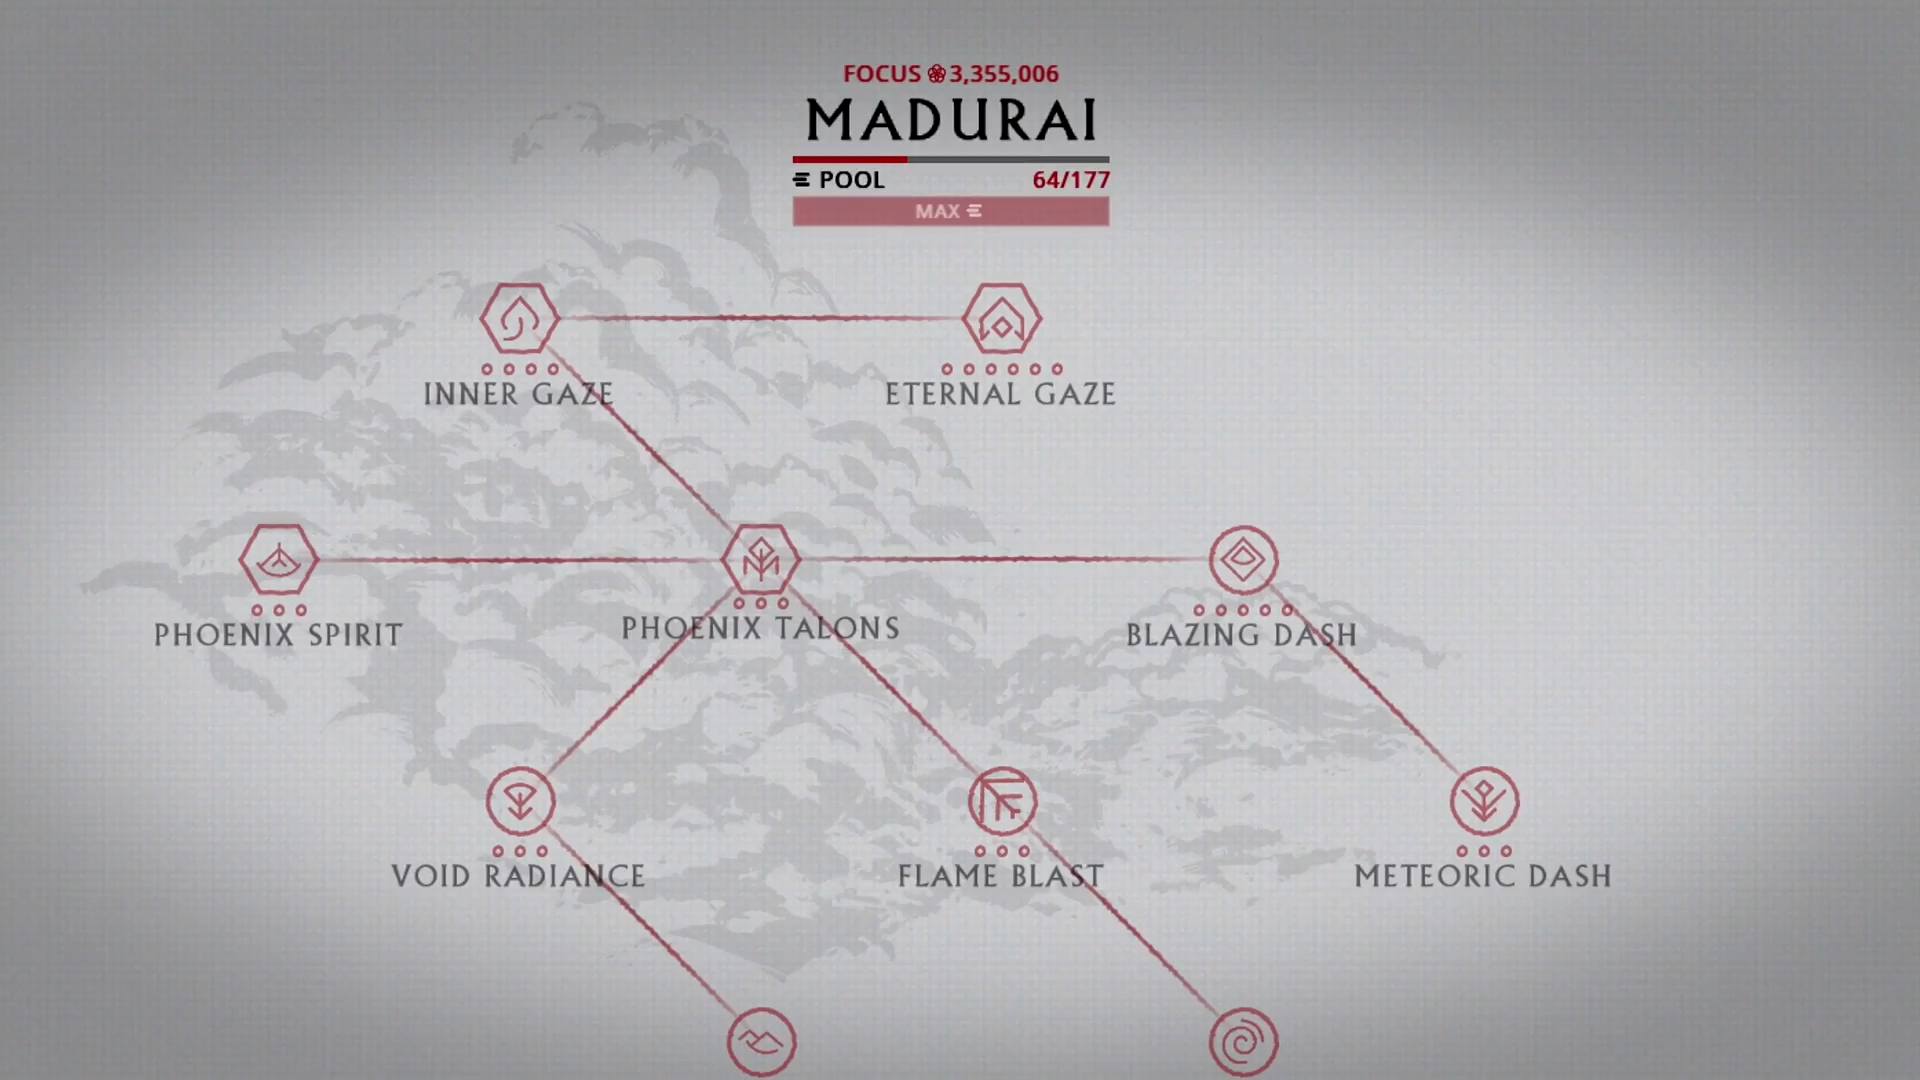 FOCUS 3,355,006
MADURAI
POOL 64/177
MAX
INNER GAZE
ETERNAL GAZE
PHOENIX SPIRIT
PHOENIX TALONS
BLAZING DASH
VOID RADIANCE
FLAME BLAST
METEORIC DASH